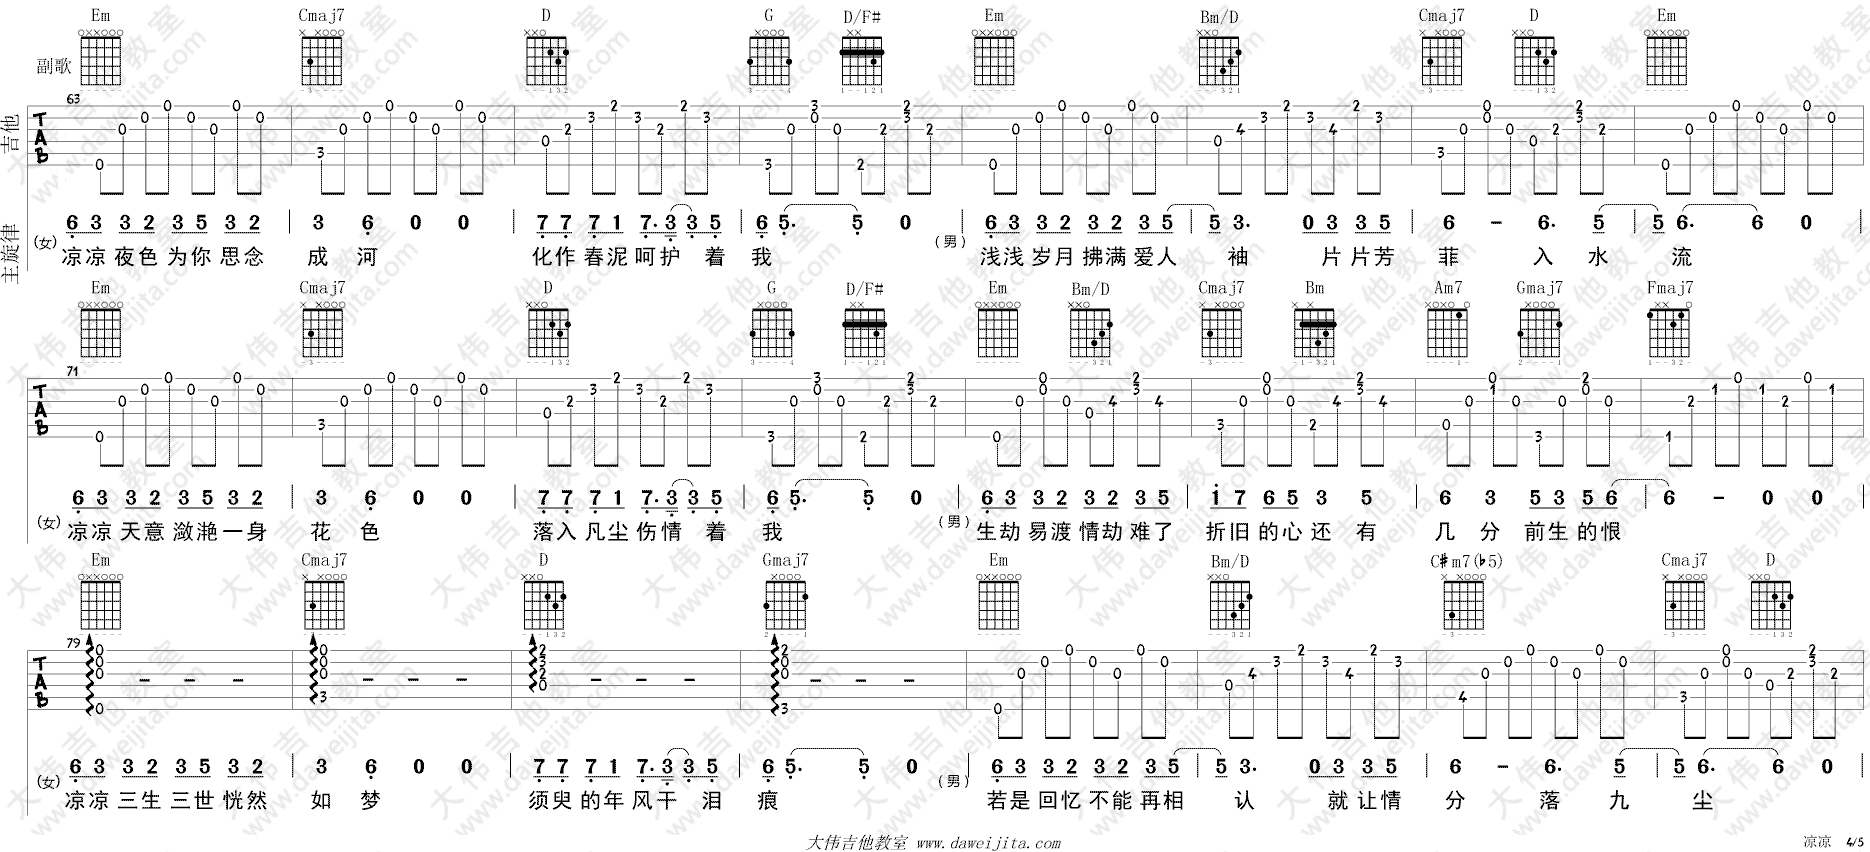 Em Cmaj7 D G D/F# Em Bm/D Cmaj7 D Em
副歌
63
吉他
TAB
主旋律
6 3 3 2 3 5 3 2 | 3 6 0 0 | 7 7 7 1 7. 3 3 5 | 6 5. 5 0 | 6 3 3 2 3 2 3 5 | 5 3. 0 3 3 5 | 6 - 6. 5 | 5 6. 6 0 |
(女) 凉凉 夜色 为你 思念 成 河 化作 春泥 呵护 着 我 (男) 浅浅 岁月 拂满 爱人 袖 片 片芳 菲 入 水 流
Em Cmaj7 D G D/F# Em Bm/D Cmaj7 Bm Am7 Gmaj7 Fmaj7
71
TAB
6 3 3 2 3 5 3 2 | 3 6 0 0 | 7 7 7 1 7. 3 3 5 | 6 5. 5 0 | 6 3 3 2 3 2 3 5 | 1 7 6 5 3 5 | 6 3 5 3 5 6 | 6 - 0 0 |
(女) 凉凉 天意 潋滟 一身 花 色 落入 凡尘 伤情 着 我 (男) 生劫 易渡 情劫 难了 折旧 的心 还 有 几 分 前生 的恨
Em Cmaj7 D Gmaj7 Em Bm/D C#m7(♭5) Cmaj7 D
79
TAB
6 3 3 2 3 5 3 2 | 3 6 0 0 | 7 7 7 1 7. 3 3 5 | 6 5. 5 0 | 6 3 3 2 3 2 3 5 | 5 3. 0 3 3 5 | 6 - 6. 5 | 5 6. 6 0 |
(女) 凉凉 三生 三世 恍然 如 梦 须臾 的年 风干 泪 痕 (男) 若是 回忆 不能 再相 认 就 让情 分 落 九 尘
大伟吉他教室 www.daweijita.com
凉凉 4/5